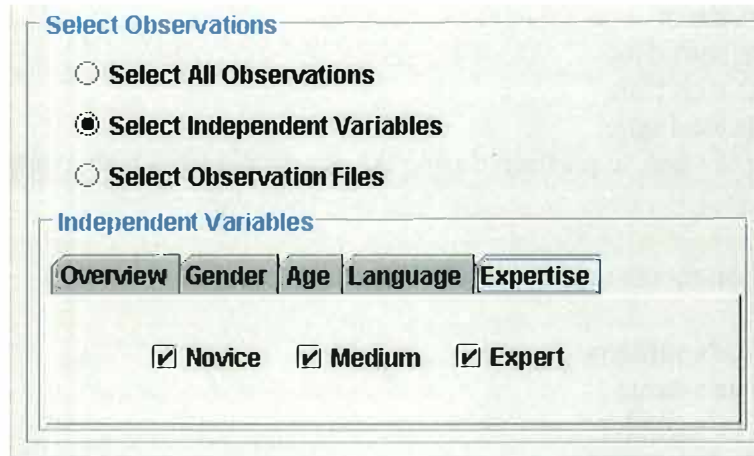 Select Observations
Select All Observations
Select Independent Variables
Select Observation Files
Independent Variables
Overview Gender Age Language Expertise
Novice Medium Expert